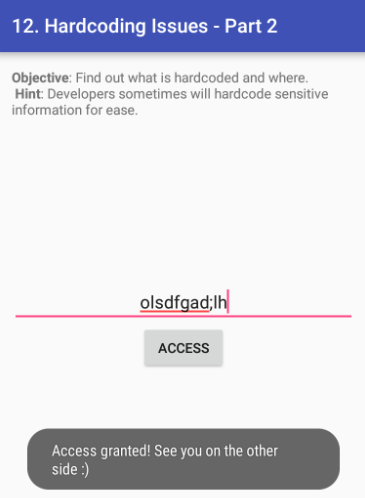 12. Hardcoding Issues - Part 2
Objective: Find out what is hardcoded and where.
Hint: Developers sometimes will hardcode sensitive
information for ease.
olsdfgad;lh
ACCESS
Access granted! See you on the other
side :)